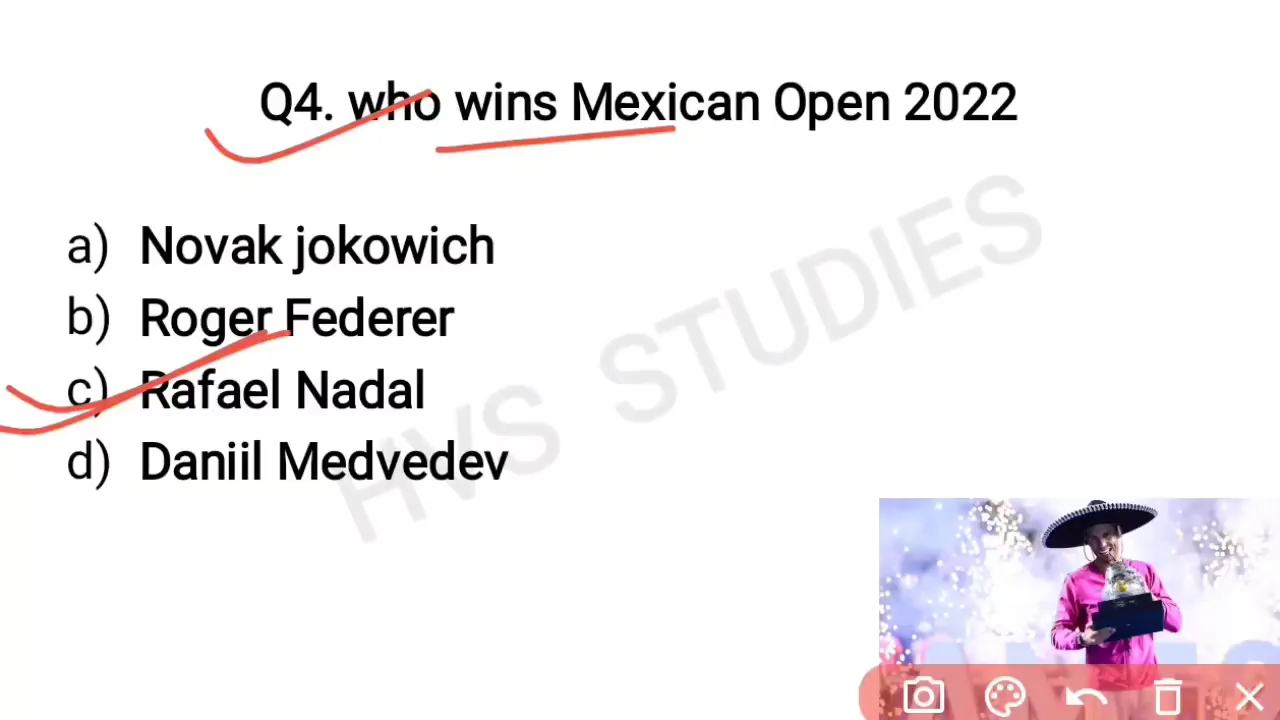 Q4. who wins Mexican Open 2022
a) Novak jokowich
b) Roger Federer
c) Rafael Nadal
d) Daniil Medvedev
HVS STUDIES